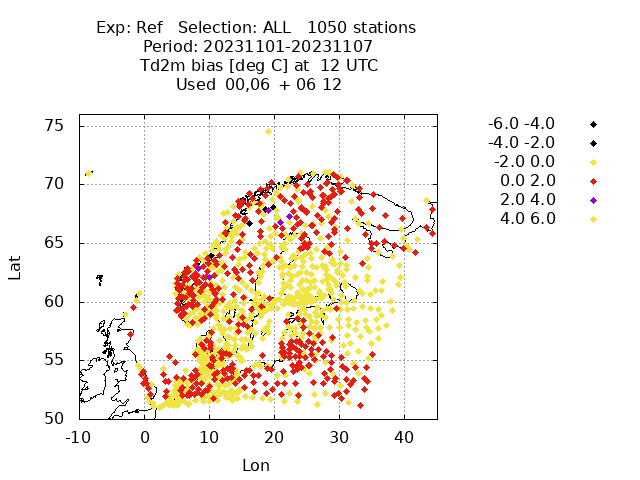 Exp: Ref Selection: ALL 1050 stations
Period: 20231101-20231107
Td2m bias [deg C] at 12 UTC
Used 00,06 + 06 12
75
70
65
60
55
50
-10 0 10 20 30 40
Lat
Lon
-6.0 -4.0
-4.0 -2.0
-2.0 0.0
0.0 2.0
2.0 4.0
4.0 6.0